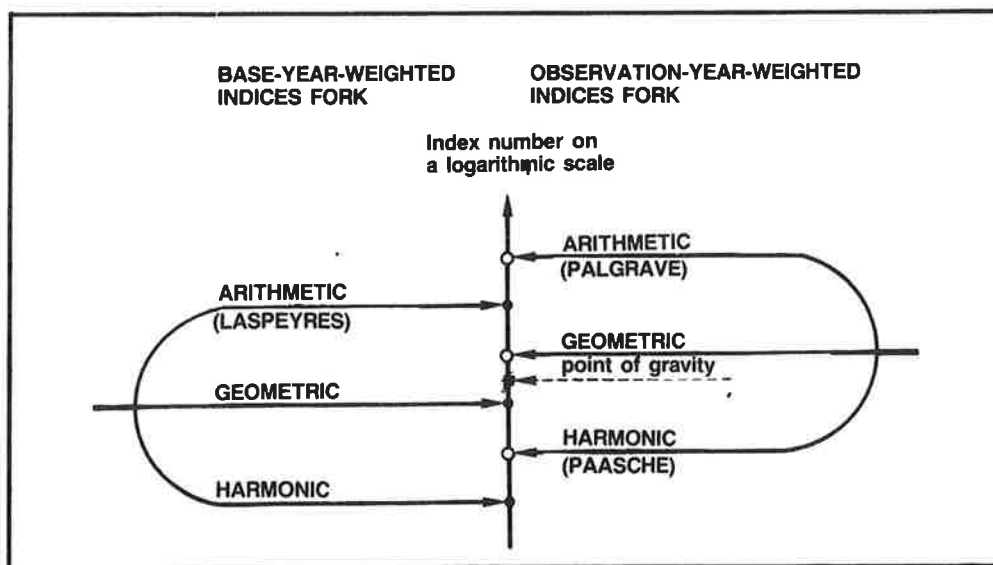 BASE-YEAR-WEIGHTED
INDICES FORK
OBSERVATION-YEAR-WEIGHTED
INDICES FORK
Index number on
a logarithmic scale
ARITHMETIC
(PALGRAVE)
ARITHMETIC
(LASPEYRES)
GEOMETRIC
point of gravity
GEOMETRIC
HARMONIC
(PAASCHE)
HARMONIC